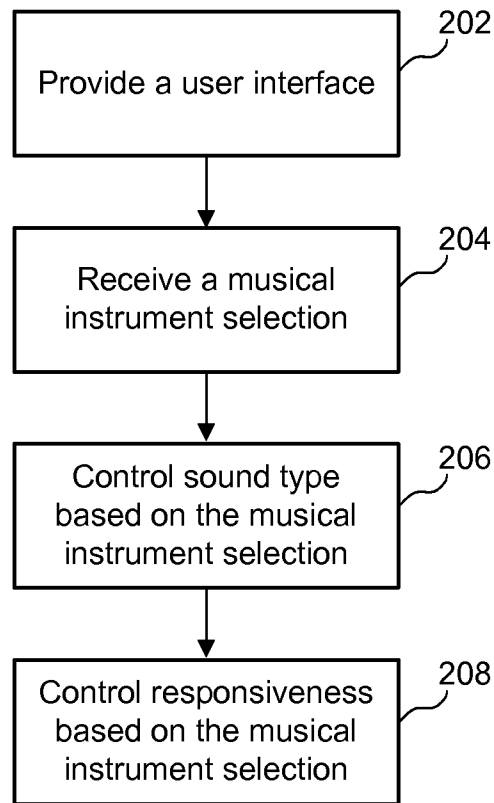 202
Provide a user interface
204
Receive a musical
instrument selection
206
Control sound type
based on the musical
instrument selection
208
Control responsiveness
based on the musical
instrument selection